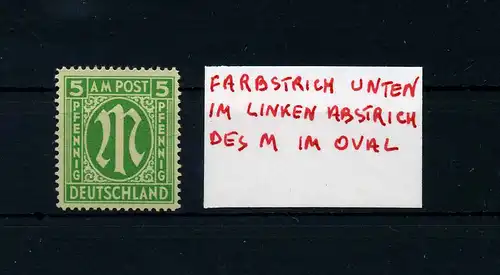 5 AM POST 5
PFENNIG M PFENNIG
DEUTSCHLAND
FARBSTRICH UNTEN
IM LINKEN ABSTRICH
DES M IM OVAL